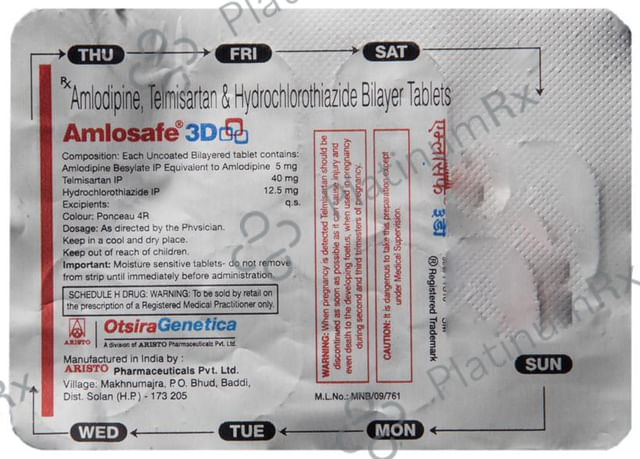 THU FRI SAT
Rx Amlodipine, Telmisartan & Hydrochlorothiazide Bilayer Tablets
Amlosafe® 3D
Composition: Each Uncoated Bilayered tablet contains:
Amlodipine Besylate IP Equivalent to Amlodipine 5 mg
Telmisartan IP 40 mg
Hydrochlorothiazide IP 12.5 mg
Excipients: q.s.
Colour: Ponceau 4R
Dosage: As directed by the Physician.
Keep in a cool and dry place.
Keep out of reach of children.
Important: Moisture sensitive tablets- do not remove
from strip until immediately before administration.
SCHEDULE H DRUG: WARNING: To be sold by retail on
the prescription of a Registered Medical Practitioner only.
ARISTO
OtsiraGenetica
A division of ARISTO Pharmaceuticals Pvt. Ltd.
Manufactured in India by :
ARISTO Pharmaceuticals Pvt. Ltd.
Village: Makhnumajra, P.O. Bhud, Baddi,
Dist. Solan (H.P.) - 173 205
WARNING: When pregnancy is detected Telmisartan should be
discontinued as soon as possible as it can cause injury and
even death to the developing foetus, when used in pregnancy
during second and third trimesters of pregnancy.
CAUTION: It is dangerous to take this preparation except
under Medical Supervision.
M.L.No.: MNB/09/761
एम्लोसेफ 3डी
® Registered Trademark
SUN
WED TUE MON
PlatinumRx
PlatinumRx
PlatinumRx